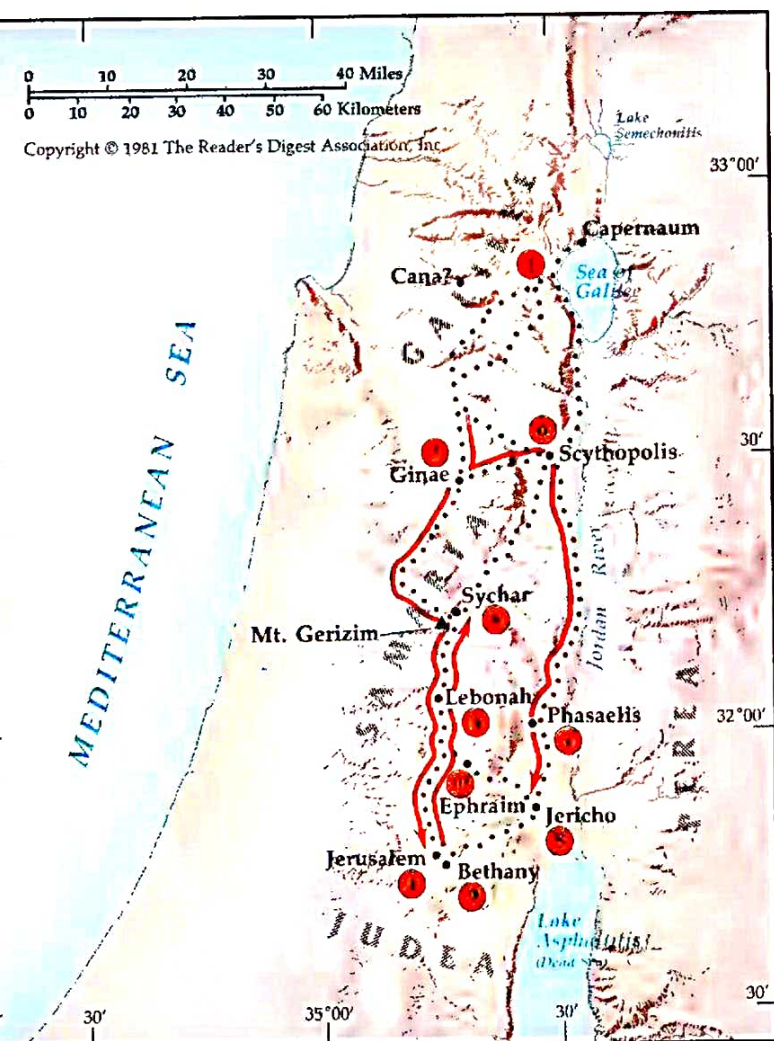 0 10 20 30 40 Miles
0 10 20 30 40 50 60 Kilometers
Copyright © 1981 The Reader's Digest Association, Inc.
Lake
Semechonitis
33°00'
Capernaum
Cana?
Sea of
Galilee
GALILEE
MEDITERRANEAN SEA
30'
Scythopolis
Ginae
SAMARIA
Jordan River
Sychar
Mt. Gerizim
Lebonah
Phasaelis
32°00'
PEREA
Ephraim
Jericho
Jerusalem
Bethany
JUDEA
Lake
Asphaltitis
(Dead Sea)
30'
30'
35°00'
30'